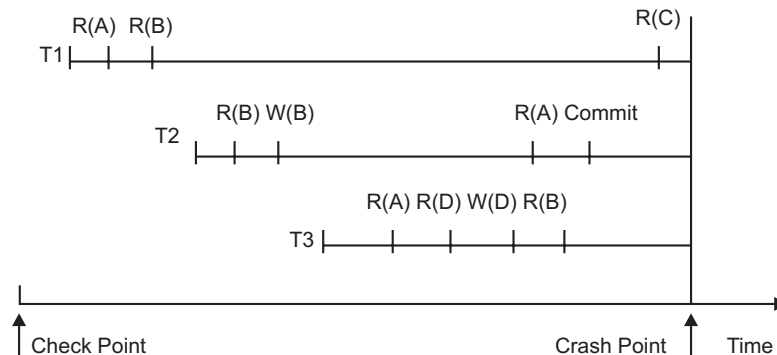 R(A) R(B) R(C)
T1
R(B) W(B) R(A) Commit
T2
R(A) R(D) W(D) R(B)
T3
Check Point Crash Point Time